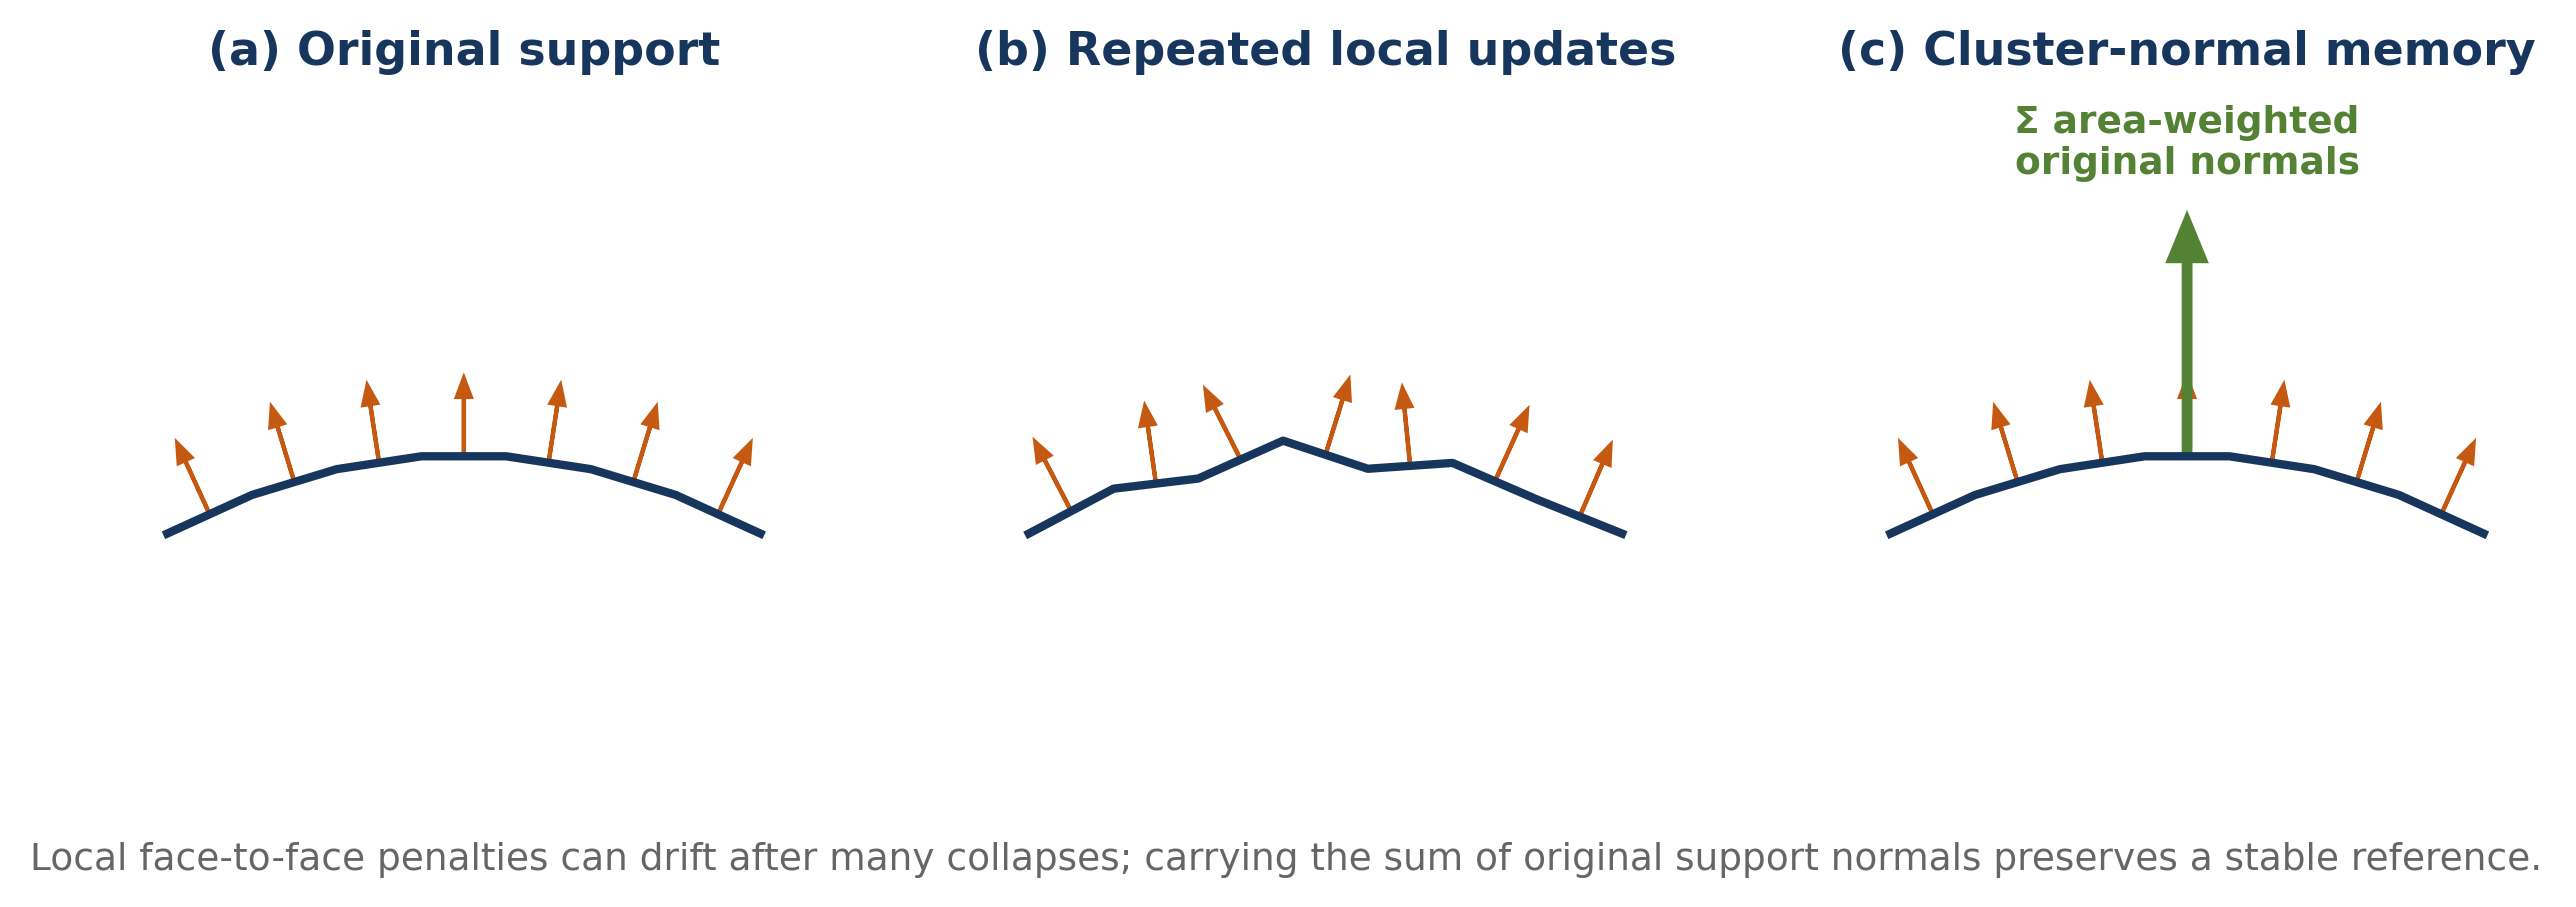 (a) Original support
(b) Repeated local updates
(c) Cluster-normal memory
Σ area-weighted
original normals
Local face-to-face penalties can drift after many collapses; carrying the sum of original support normals preserves a stable reference.